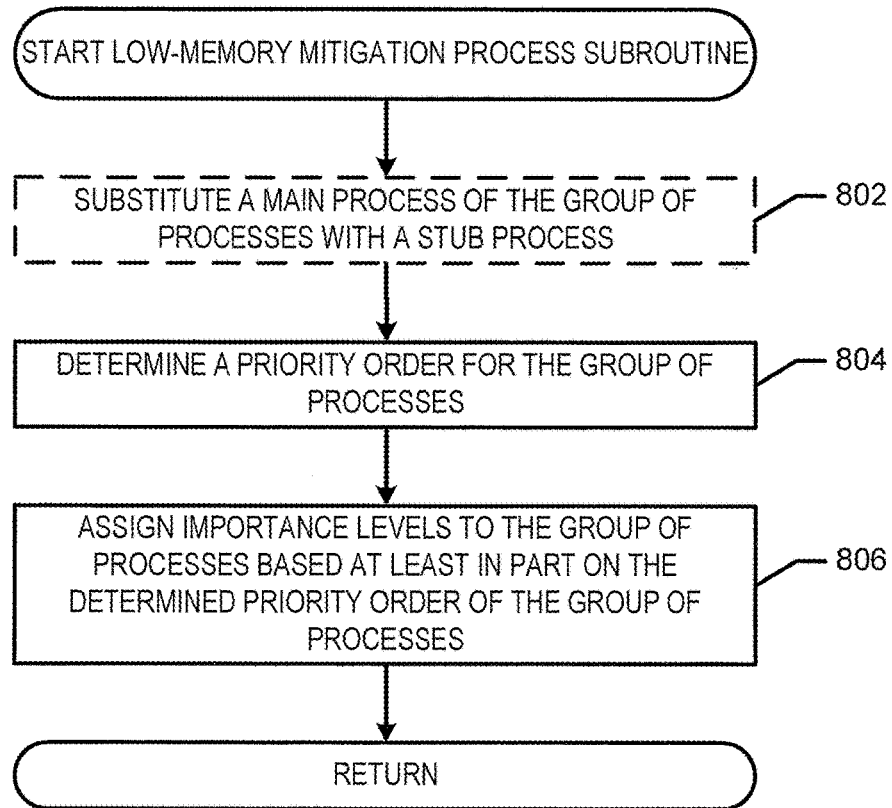 START LOW-MEMORY MITIGATION PROCESS SUBROUTINE
SUBSTITUTE A MAIN PROCESS OF THE GROUP OF
PROCESSES WITH A STUB PROCESS
802
DETERMINE A PRIORITY ORDER FOR THE GROUP OF
PROCESSES
804
ASSIGN IMPORTANCE LEVELS TO THE GROUP OF
PROCESSES BASED AT LEAST IN PART ON THE
DETERMINED PRIORITY ORDER OF THE GROUP OF
PROCESSES
806
RETURN